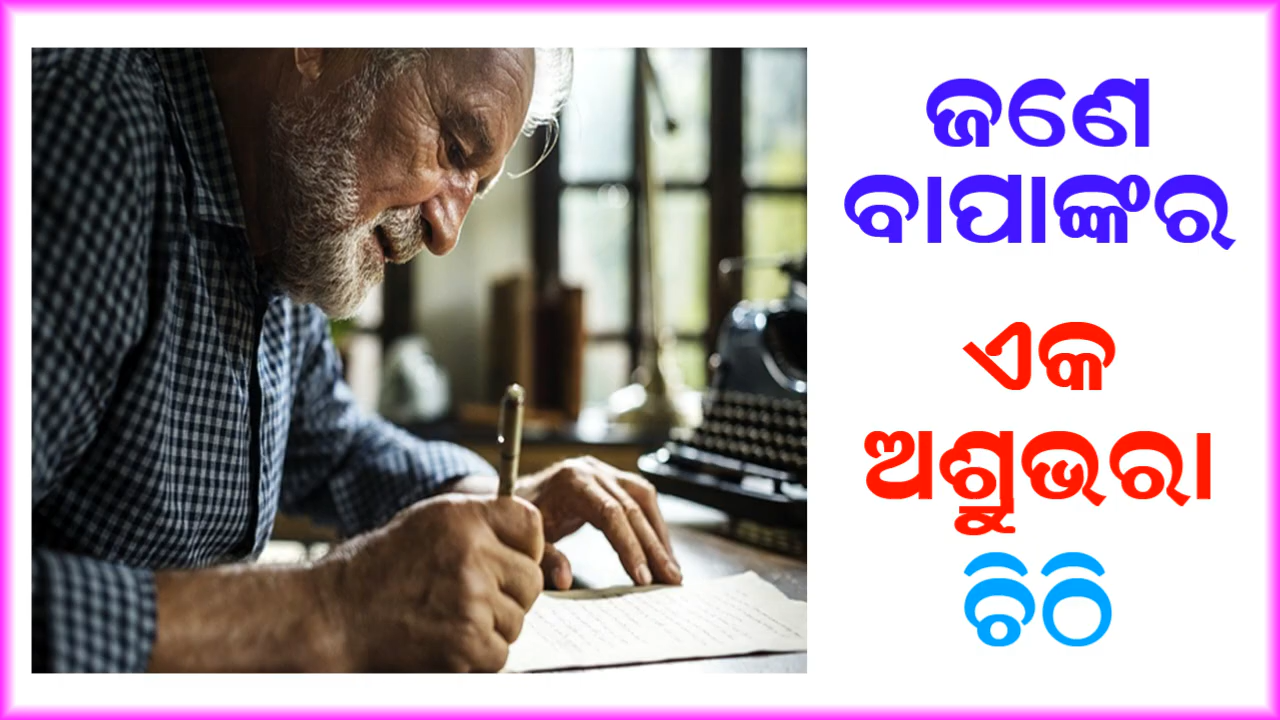 ଜଣେ
ବାପାଙ୍କର
ଏକ
ଅଶ୍ରୁଭରା
ଚିଠି